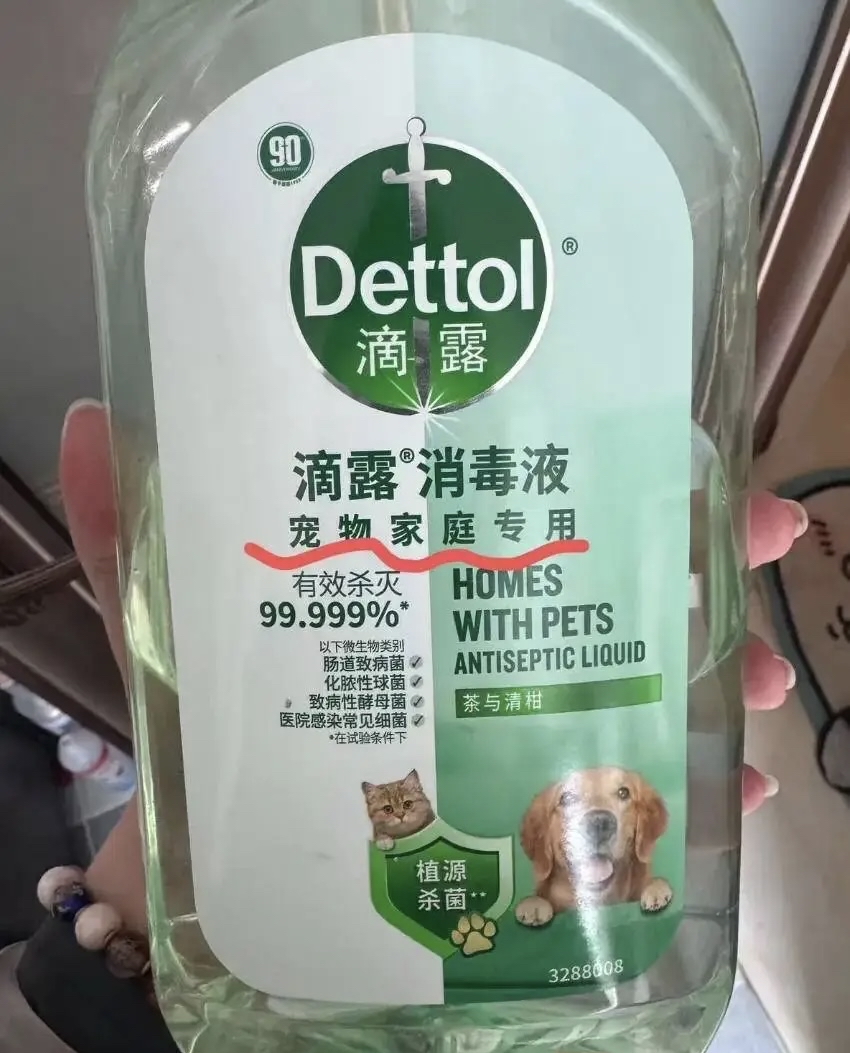 90
ANNIVERSARY
Dettol®
滴露
滴露®消毒液
宠物家庭专用
有效杀灭
99.999%*
以下微生物类别
肠道致病菌
化脓性球菌
致病性酵母菌
医院感染常见细菌
*在试验条件下
HOMES
WITH PETS
ANTISEPTIC LIQUID
茶与清柑
植源
杀菌**
3288008